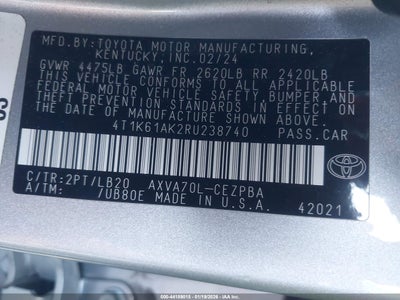 MFD.BY:TOYOTA MOTOR MANUFACTURING,
KENTUCKY,INC.02/24
GVWR 4475LB GAWR FR 2620LB RR 2420LB
THIS VEHICLE CONFORMS TO ALL APPLICABLE
FEDERAL MOTOR VEHICLE SAFETY, BUMPER, AND
THEFT PREVENTION STANDARDS IN EFFECT ON
THE DATE OF MANUFACTURE SHOWN ABOVE.
4T1K61AK2RU238740 PASS.CAR
C/TR:2PT/LB20 AXVA70L-CEZPBA
A/TM: /UB80E MADE IN U.S.A.
42021
TOYOTA